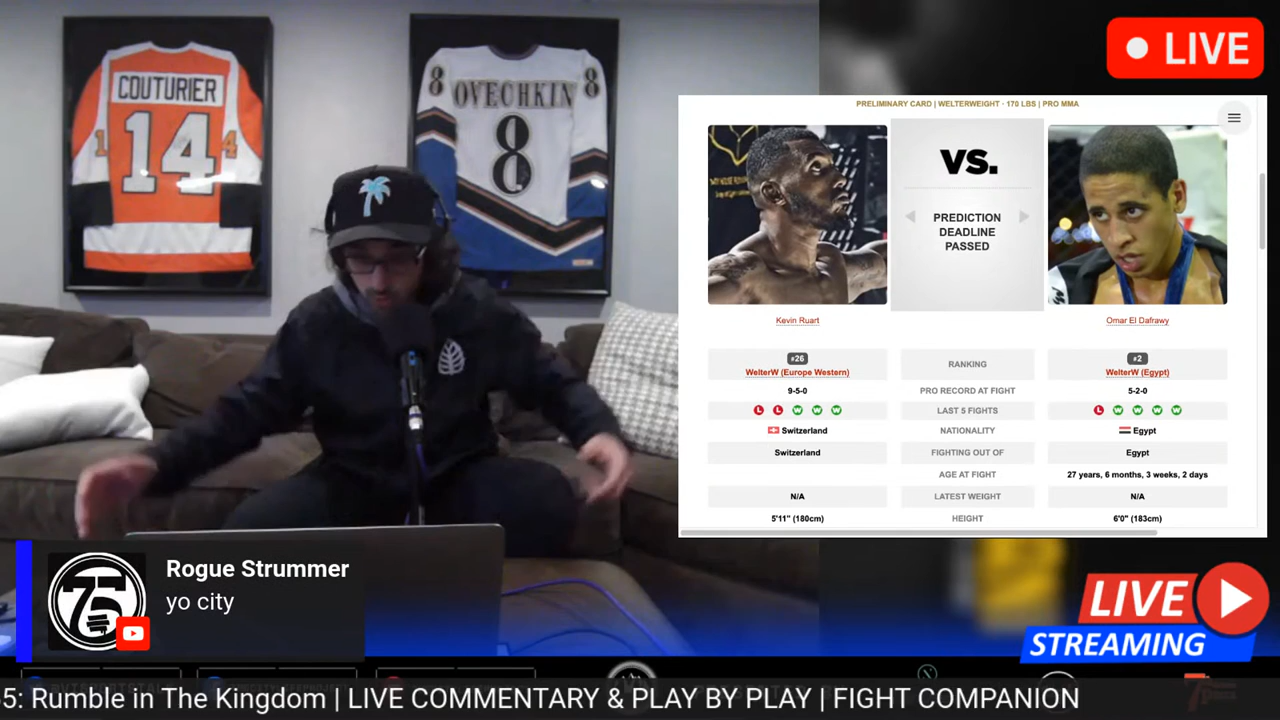 COUTURIER
14
1
4
8
OVECHKIN
8
8
LIVE
PRELIMINARY CARD | WELTERWEIGHT · 170 LBS | PRO MMA
VS.
PREDICTION
DEADLINE
PASSED
Kevin Ruart
Omar El Dafrawy
#26
RANKING
#2
WelterW (Europe Western)
WelterW (Egypt)
9-5-0
PRO RECORD AT FIGHT
5-2-0
L L W W W
LAST 5 FIGHTS
L W W W W
Switzerland
NATIONALITY
Egypt
Switzerland
FIGHTING OUT OF
Egypt
AGE AT FIGHT
27 years, 6 months, 3 weeks, 2 days
N/A
LATEST WEIGHT
N/A
5'11" (180cm)
HEIGHT
6'0" (183cm)
75
Rogue Strummer
yo city
LIVE
STREAMING
5: Rumble in The Kingdom | LIVE COMMENTARY & PLAY BY PLAY | FIGHT COMPANION